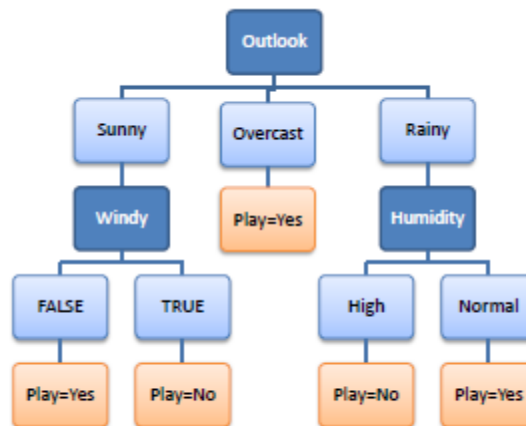 Outlook
Sunny
Overcast
Rainy
Windy
Play=Yes
Humidity
FALSE
TRUE
High
Normal
Play=Yes
Play=No
Play=No
Play=Yes